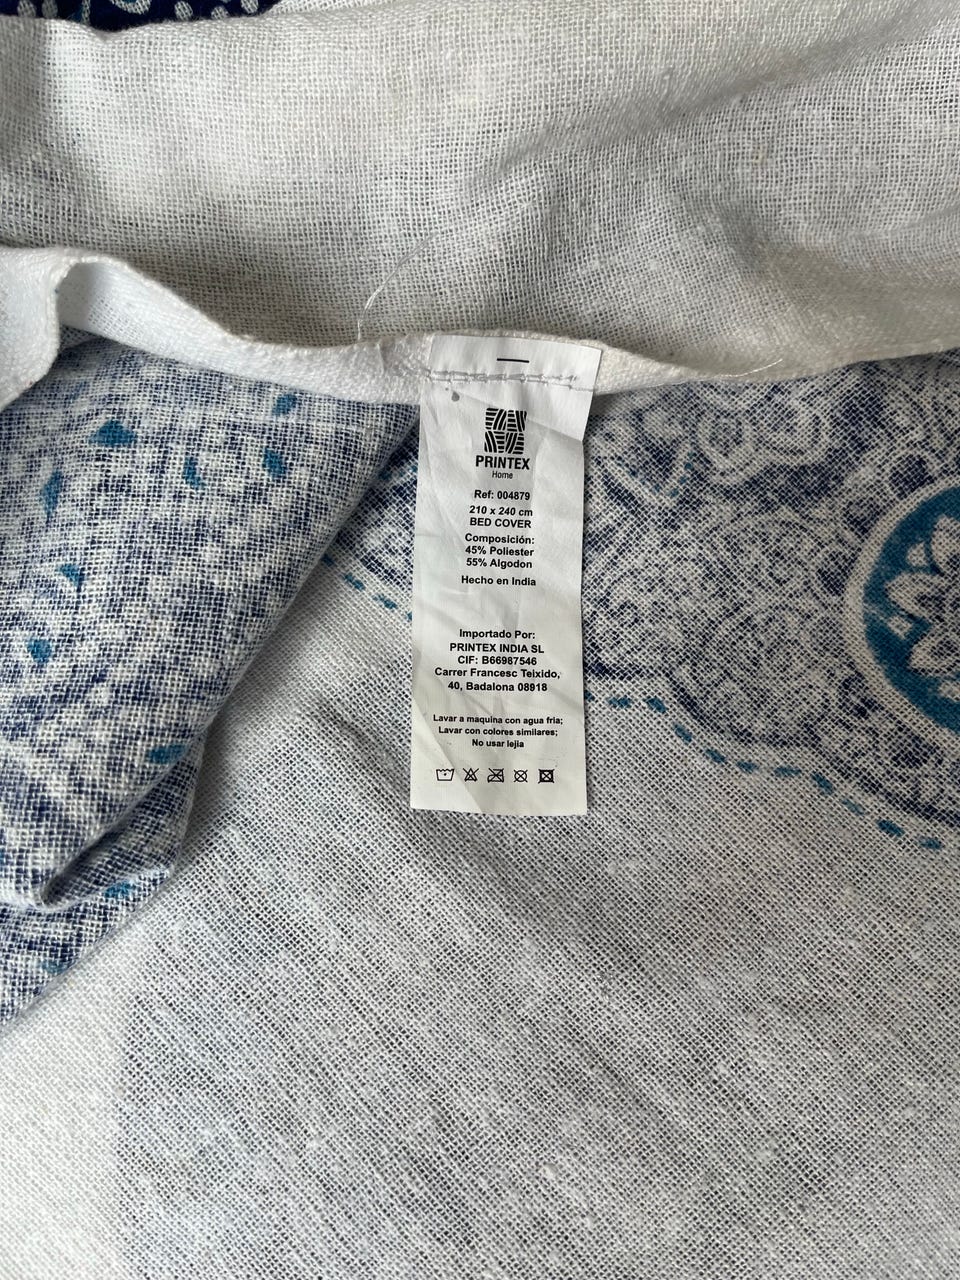 PRINTEX
Home
Ref: 004879
210 x 240 cm
BED COVER
Composición:
45% Poliester
55% Algodon
Hecho en India
Importado Por:
PRINTEX INDIA SL
CIF: B66987546
Carrer Francesc Teixido,
40, Badalona 08918
Lavar a maquina con agua fria;
Lavar con colores similares;
No usar lejia